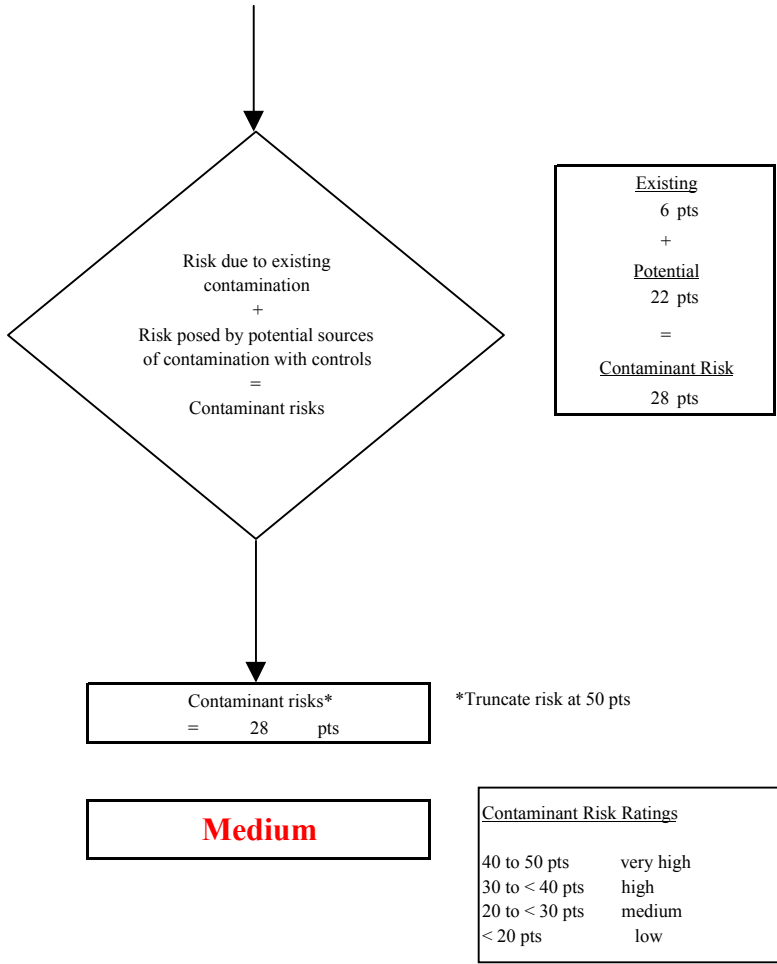 Risk due to existing
contamination
+
Risk posed by potential sources
of contamination with controls
=
Contaminant risks
Existing
6 pts
+
Potential
22 pts
=
Contaminant Risk
28 pts
Contaminant risks*
= 28 pts
*Truncate risk at 50 pts
Medium
Contaminant Risk Ratings
40 to 50 pts very high
30 to < 40 pts high
20 to < 30 pts medium
< 20 pts low